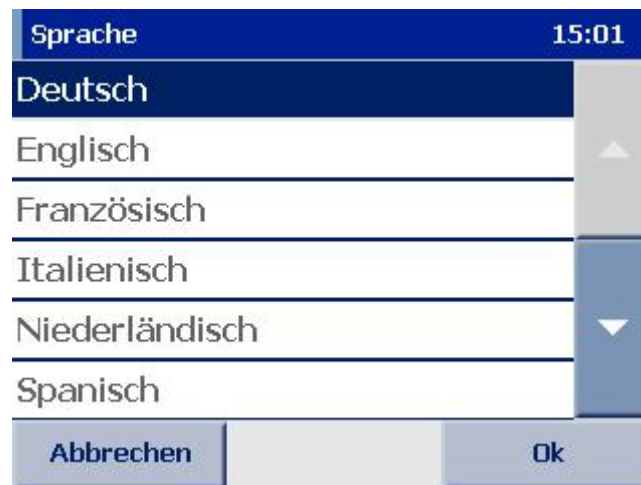 Sprache 15:01
Deutsch
Englisch
Französisch
Italienisch
Niederländisch
Spanisch
Abbrechen Ok